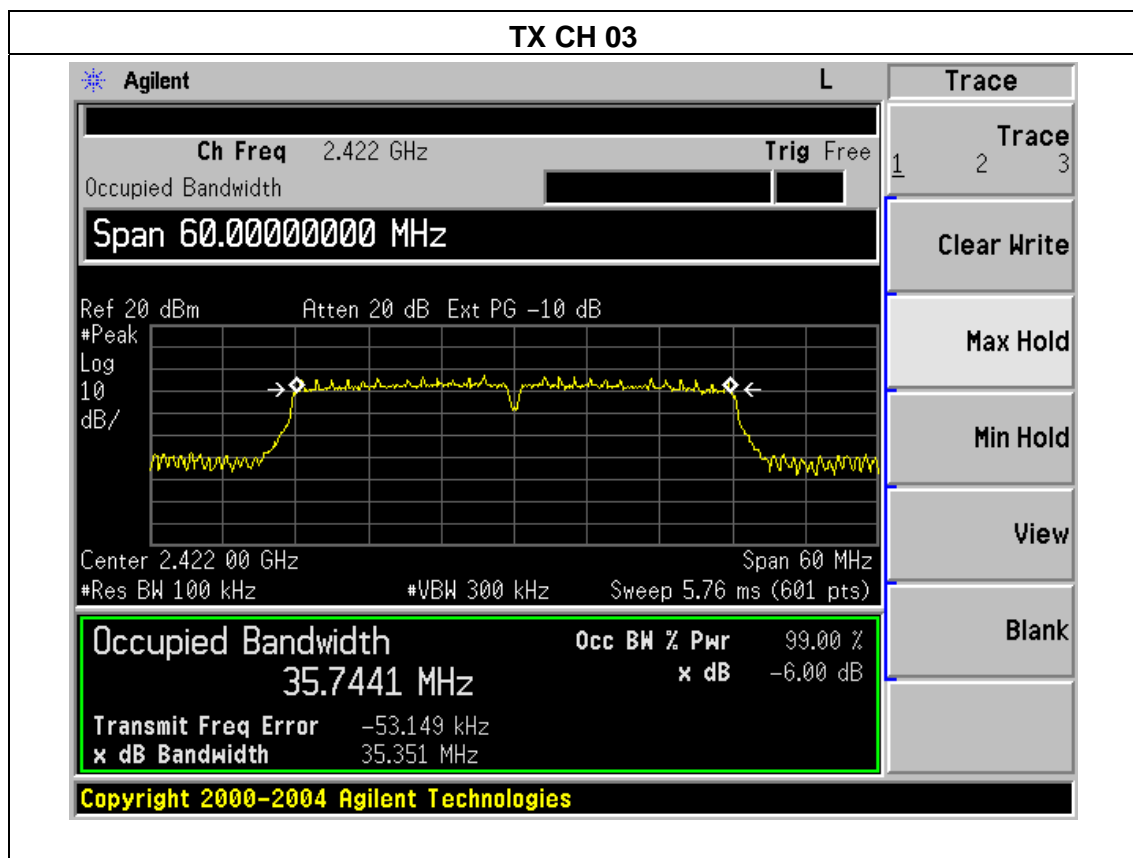 TX CH 03
Agilent L Trace
Ch Freq 2.422 GHz Trig Free
Occupied Bandwidth
Span 60.00000000 MHz
Ref 20 dBm Atten 20 dB Ext PG -10 dB
#Peak
Log
10
dB/
Center 2.422 00 GHz Span 60 MHz
#Res BW 100 kHz #VBW 300 kHz Sweep 5.76 ms (601 pts)
Occupied Bandwidth Occ BW % Pwr 99.00 %
35.7441 MHz x dB -6.00 dB
Transmit Freq Error -53.149 kHz
x dB Bandwidth 35.351 MHz
Copyright 2000-2004 Agilent Technologies
Trace
1 2 3
Clear Write
Max Hold
Min Hold
View
Blank